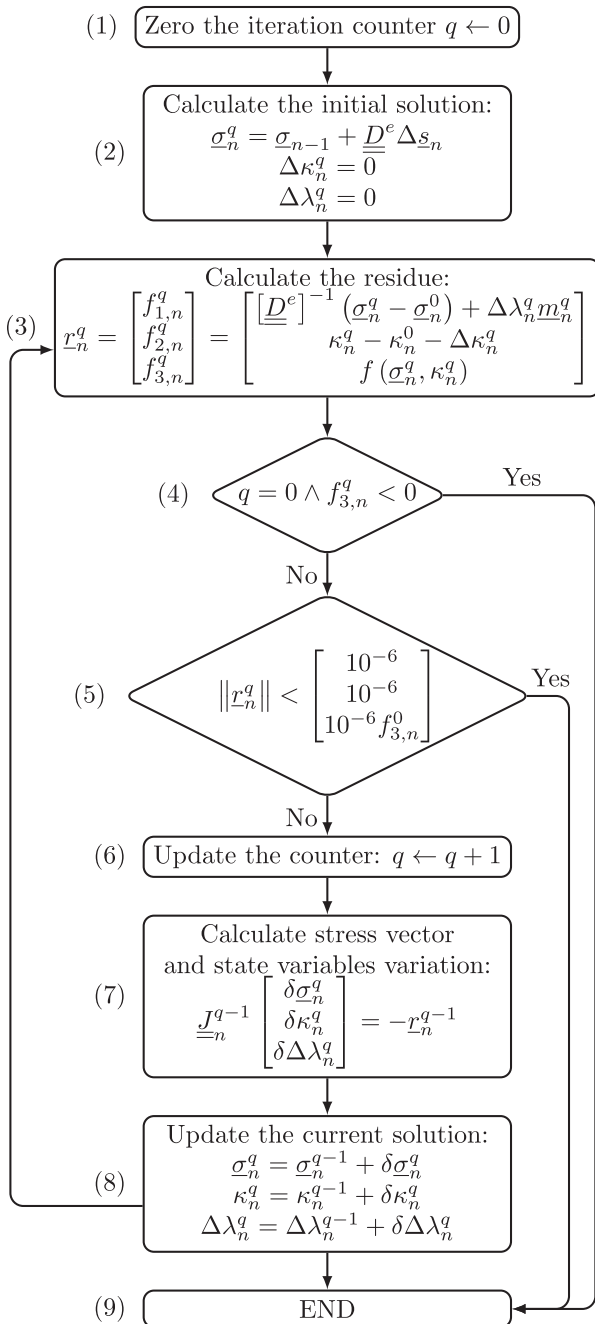 (1) Zero the iteration counter q ← 0
Calculate the initial solution:
(2) σ_n^q = σ_{n−1} + D^e Δs_n
Δκ_n^q = 0
Δλ_n^q = 0
Calculate the residue:
(3) r_n^q = [f_{1,n}^q; f_{2,n}^q; f_{3,n}^q] = [[D^e]^{−1} (σ_n^q − σ_n^0) + Δλ_n^q m_n^q; κ_n^q − κ_n^0 − Δκ_n^q; f (σ_n^q, κ_n^q)]
(4) q = 0 ∧ f_{3,n}^q < 0
Yes
No
(5) ‖r_n^q‖ < [10^{−6}; 10^{−6}; 10^{−6} f_{3,n}^0]
Yes
No
(6) Update the counter: q ← q + 1
Calculate stress vector
and state variables variation:
(7) J_n^{q−1} [δσ_n^q; δκ_n^q; δΔλ_n^q] = −r_n^{q−1}
Update the current solution:
(8) σ_n^q = σ_n^{q−1} + δσ_n^q
κ_n^q = κ_n^{q−1} + δκ_n^q
Δλ_n^q = Δλ_n^{q−1} + δΔλ_n^q
(9) END